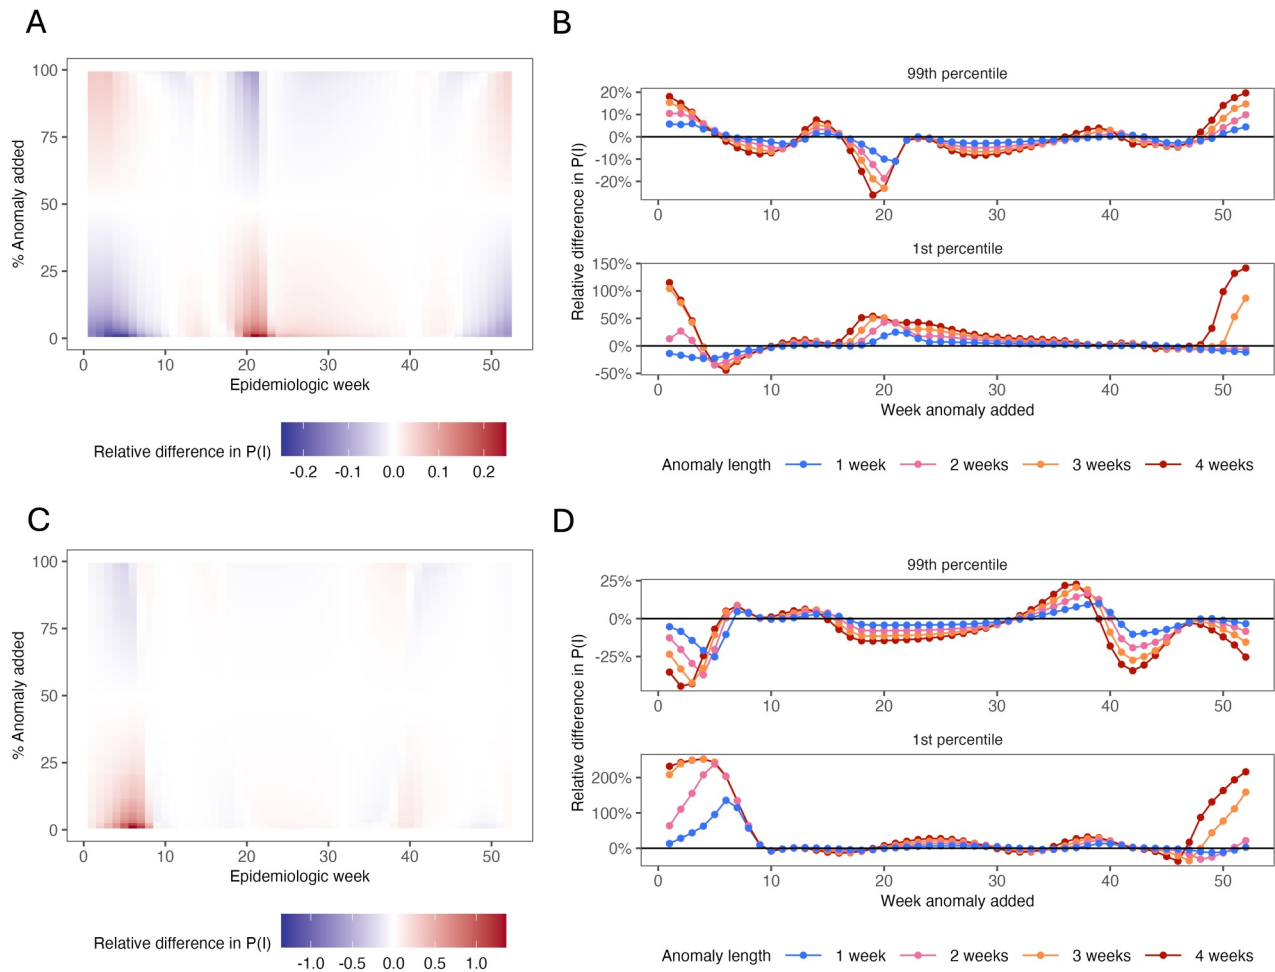 A
100
75
50
25
0
% Anomaly added
0 10 20 30 40 50
Epidemiologic week
Relative difference in P(I)
-0.2 -0.1 0.0 0.1 0.2
B
99th percentile
20%
10%
0%
-10%
-20%
0 10 20 30 40 50
1st percentile
150%
100%
50%
0%
-50%
0 10 20 30 40 50
Relative difference in P(I)
Week anomaly added
Anomaly length 1 week 2 weeks 3 weeks 4 weeks
C
100
75
50
25
0
% Anomaly added
0 10 20 30 40 50
Epidemiologic week
Relative difference in P(I)
-1.0 -0.5 0.0 0.5 1.0
D
99th percentile
25%
0%
-25%
0 10 20 30 40 50
1st percentile
200%
100%
0%
0 10 20 30 40 50
Relative difference in P(I)
Week anomaly added
Anomaly length 1 week 2 weeks 3 weeks 4 weeks